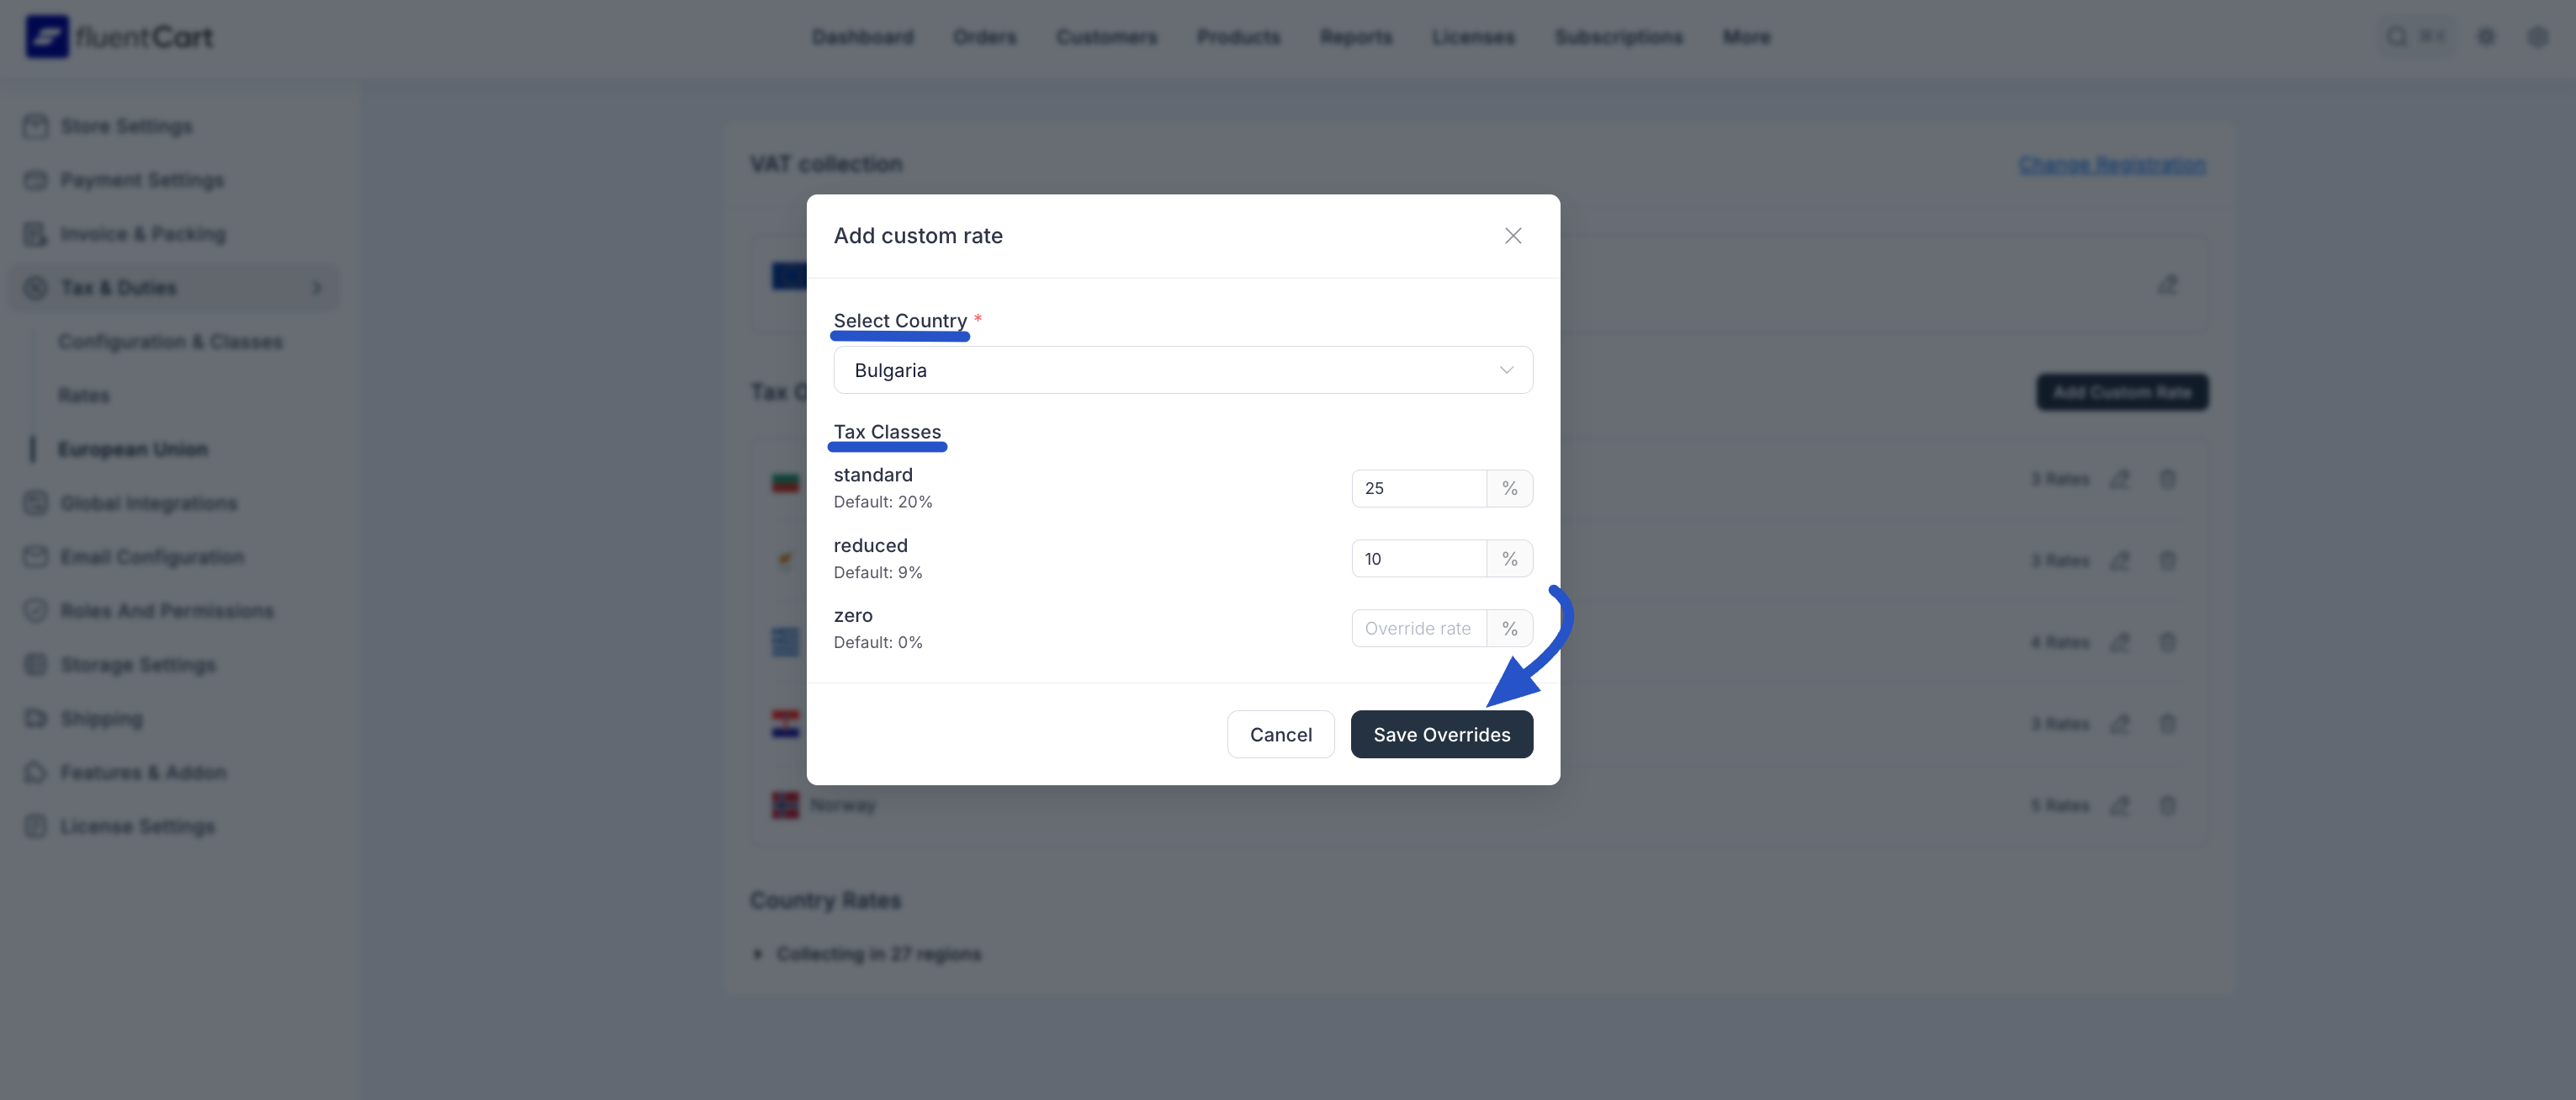 fluentCart
Dashboard
Orders
Customers
Products
Reports
Licenses
Subscriptions
More
⌘K
Store Settings
Payment Settings
Invoice & Packing
Tax & Duties
Configuration & Classes
Rates
European Union
Global Integrations
Email Configuration
Roles And Permissions
Storage Settings
Shipping
Features & Addon
License Settings
VAT collection
Change Registration
Tax
Add Custom Rate
3 Rates
3 Rates
4 Rates
3 Rates
Norway
5 Rates
Country Rates
Collecting in 27 regions
Add custom rate
Select Country *
Bulgaria
Tax Classes
standard
Default: 20%
25 %
reduced
Default: 9%
10 %
zero
Default: 0%
Override rate %
Cancel
Save Overrides